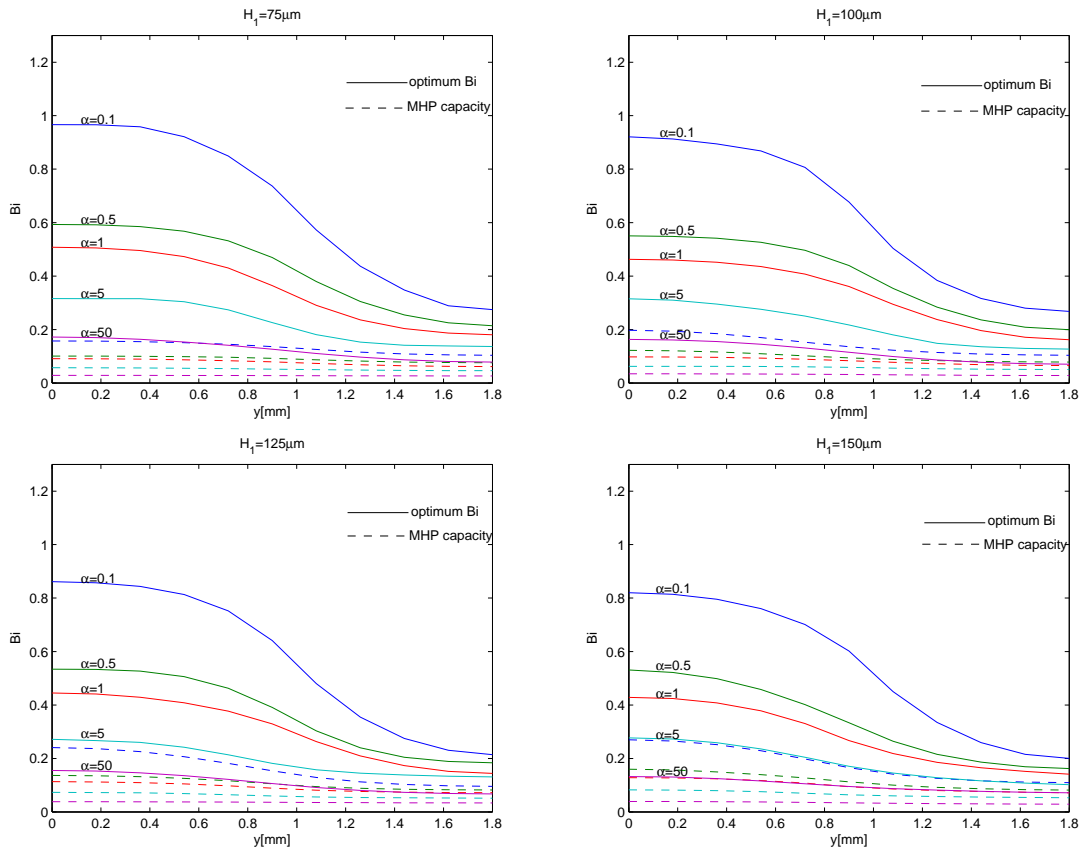 H_1=75μm
1.2
1
0.8
0.6
0.4
0.2
0
Bi
optimum Bi
MHP capacity
α=0.1
α=0.5
α=1
α=5
α=50
0 0.2 0.4 0.6 0.8 1 1.2 1.4 1.6 1.8
y[mm]
H_1=100μm
1.2
1
0.8
0.6
0.4
0.2
0
Bi
optimum Bi
MHP capacity
α=0.1
α=0.5
α=1
α=5
α=50
0 0.2 0.4 0.6 0.8 1 1.2 1.4 1.6 1.8
y[mm]
H_1=125μm
1.2
1
0.8
0.6
0.4
0.2
0
Bi
optimum Bi
MHP capacity
α=0.1
α=0.5
α=1
α=5
α=50
0 0.2 0.4 0.6 0.8 1 1.2 1.4 1.6 1.8
y[mm]
H_1=150μm
1.2
1
0.8
0.6
0.4
0.2
0
Bi
optimum Bi
MHP capacity
α=0.1
α=0.5
α=1
α=5
α=50
0 0.2 0.4 0.6 0.8 1 1.2 1.4 1.6 1.8
y[mm]